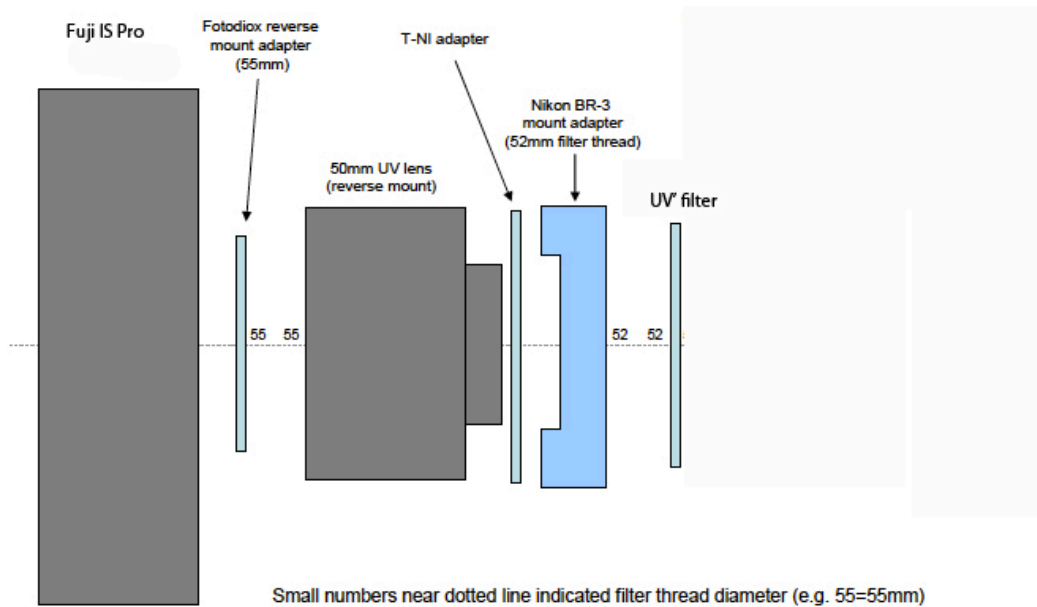 Fuji IS Pro
Fotodiox reverse
mount adapter
(55mm)
T-NI adapter
Nikon BR-3
mount adapter
(52mm filter thread)
50mm UV lens
(reverse mount)
UV' filter
55 55 52 52
Small numbers near dotted line indicated filter thread diameter (e.g. 55=55mm)